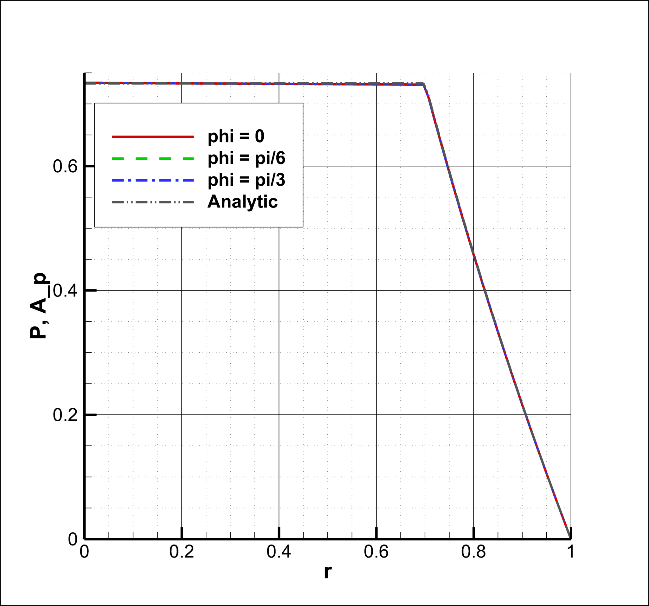 phi = 0
phi = pi/6
phi = pi/3
Analytic
P, A_p
0.6
0.4
0.2
0
0 0.2 0.4 0.6 0.8 1
r